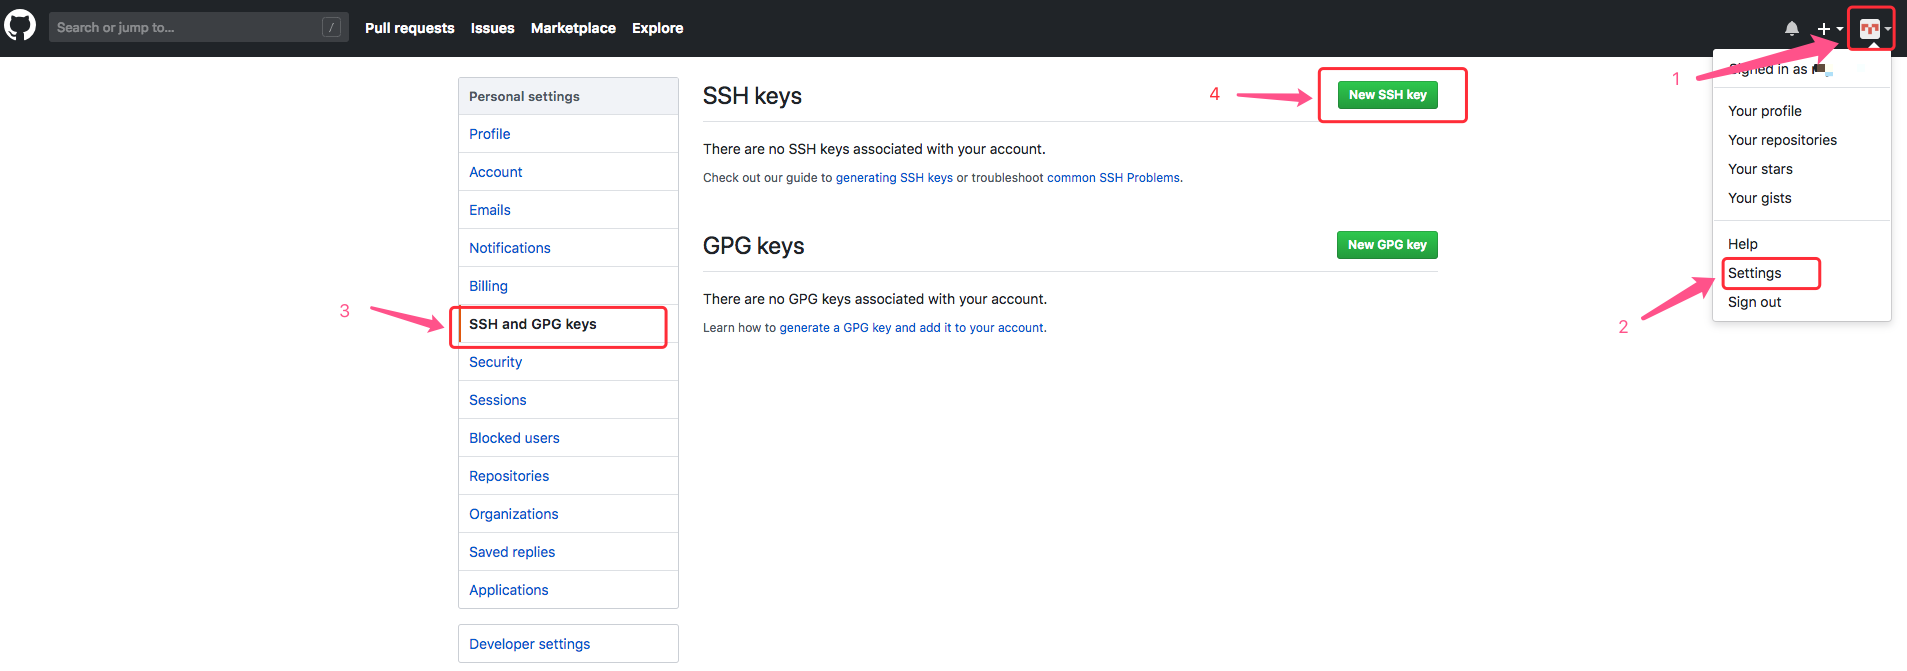 Search or jump to... /
Pull requests Issues Marketplace Explore
1
Signed in as
Your profile
Your repositories
Your stars
Your gists
Help
Settings
Sign out
2
Personal settings
Profile
Account
Emails
Notifications
Billing
SSH and GPG keys
Security
Sessions
Blocked users
Repositories
Organizations
Saved replies
Applications
Developer settings
3
SSH keys
4
New SSH key
There are no SSH keys associated with your account.
Check out our guide to generating SSH keys or troubleshoot common SSH Problems.
GPG keys
New GPG key
There are no GPG keys associated with your account.
Learn how to generate a GPG key and add it to your account.